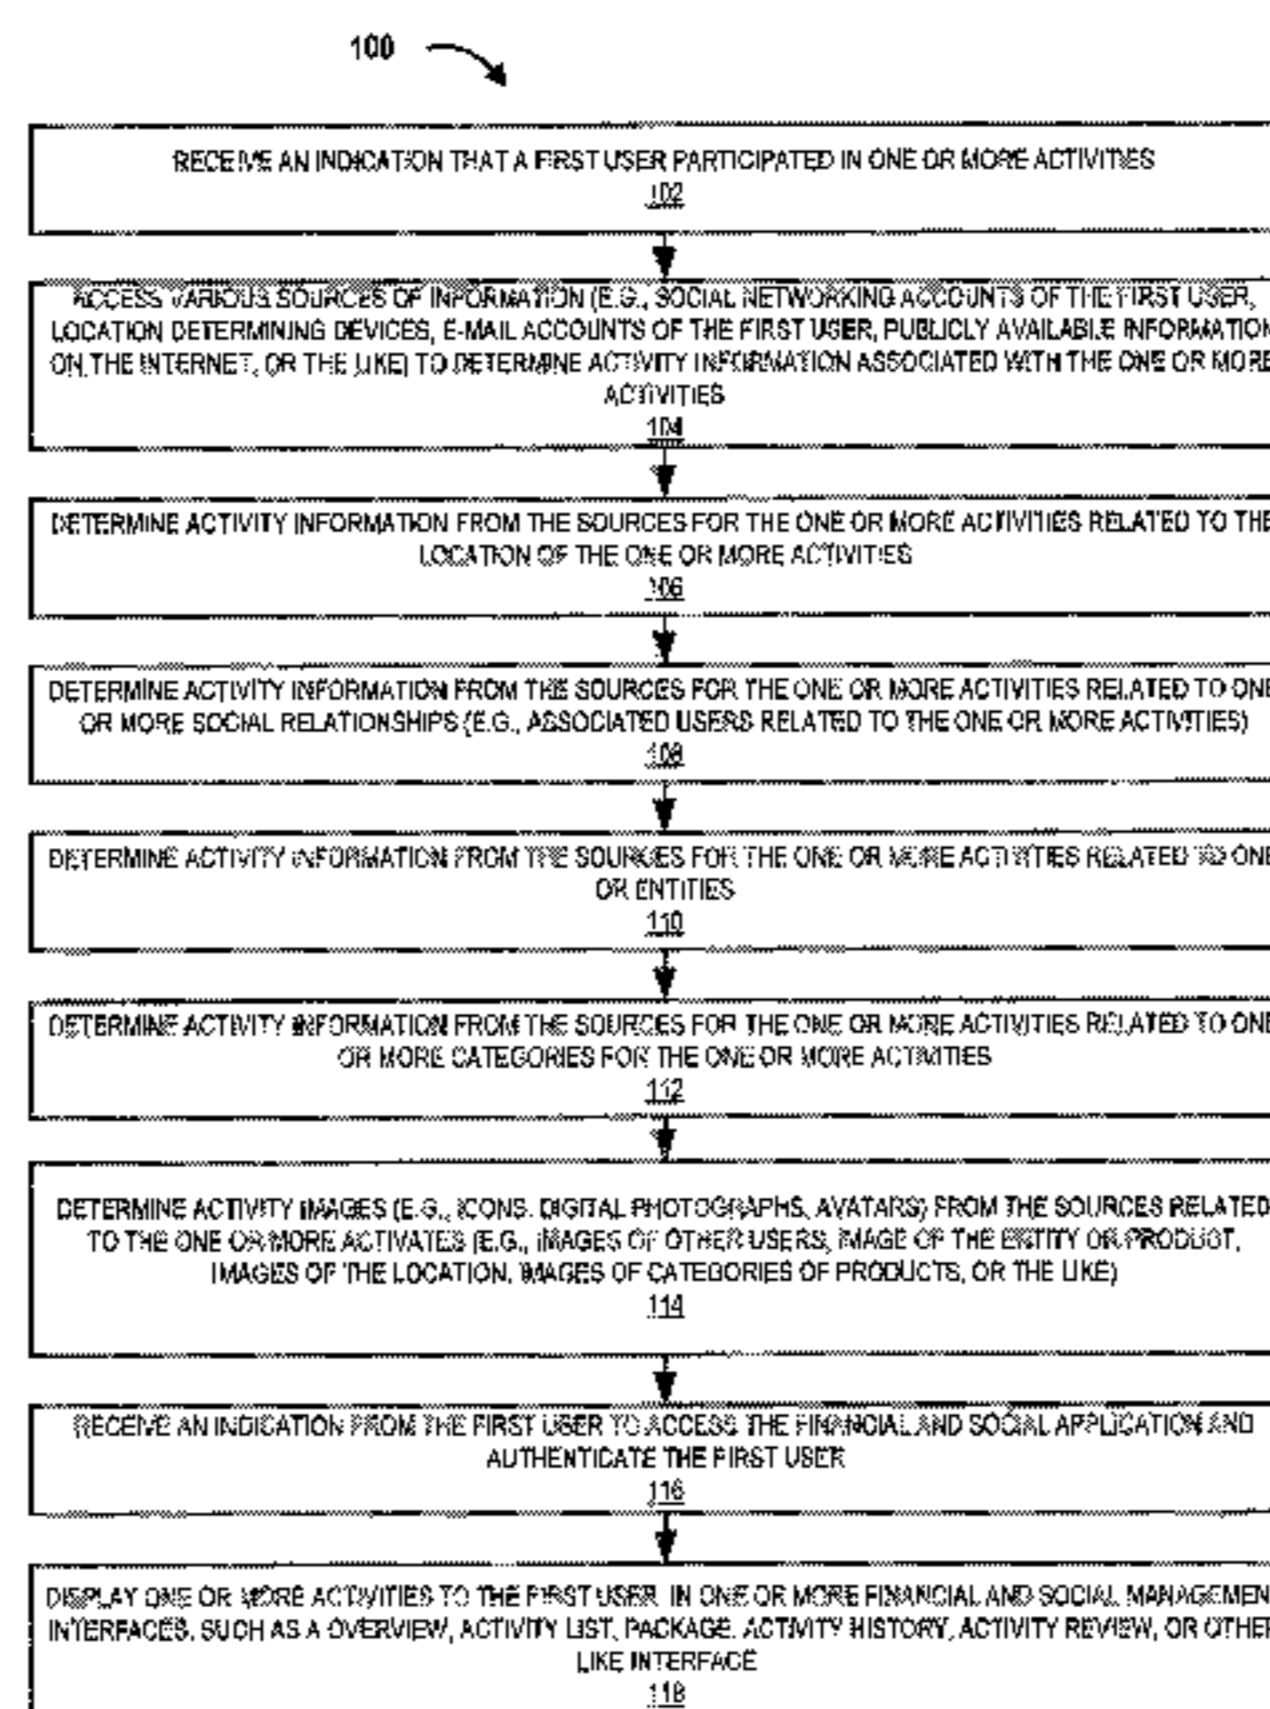 100
RECEIVE AN INDICATION THAT A FIRST USER PARTICIPATED IN ONE OR MORE ACTIVITIES
102
ACCESS VARIOUS SOURCES OF INFORMATION (E.G., SOCIAL NETWORKING ACCOUNTS OF THE FIRST USER,
LOCATION DETERMINING DEVICES, E-MAIL ACCOUNTS OF THE FIRST USER, PUBLICLY AVAILABLE INFORMATION
ON THE INTERNET, OR THE LIKE) TO DETERMINE ACTIVITY INFORMATION ASSOCIATED WITH THE ONE OR MORE
ACTIVITIES
104
DETERMINE ACTIVITY INFORMATION FROM THE SOURCES FOR THE ONE OR MORE ACTIVITIES RELATED TO THE
LOCATION OF THE ONE OR MORE ACTIVITIES
106
DETERMINE ACTIVITY INFORMATION FROM THE SOURCES FOR THE ONE OR MORE ACTIVITIES RELATED TO ONE
OR MORE SOCIAL RELATIONSHIPS (E.G., ASSOCIATED USERS RELATED TO THE ONE OR MORE ACTIVITIES)
108
DETERMINE ACTIVITY INFORMATION FROM THE SOURCES FOR THE ONE OR MORE ACTIVITIES RELATED TO ONE
OR ENTITIES
110
DETERMINE ACTIVITY INFORMATION FROM THE SOURCES FOR THE ONE OR MORE ACTIVITIES RELATED TO ONE
OR MORE CATEGORIES FOR THE ONE OR MORE ACTIVITIES
112
DETERMINE ACTIVITY IMAGES (E.G., ICONS, DIGITAL PHOTOGRAPHS, AVATARS) FROM THE SOURCES RELATED
TO THE ONE OR MORE ACTIVATES (E.G., IMAGES OF OTHER USERS, IMAGE OF THE ENTITY OR PRODUCT,
IMAGES OF THE LOCATION, IMAGES OF CATEGORIES OF PRODUCTS, OR THE LIKE)
114
RECEIVE AN INDICATION FROM THE FIRST USER TO ACCESS THE FINANCIAL AND SOCIAL APPLICATION AND
AUTHENTICATE THE FIRST USER
116
DISPLAY ONE OR MORE ACTIVITIES TO THE FIRST USER IN ONE OR MORE FINANCIAL AND SOCIAL MANAGEMEN
INTERFACES, SUCH AS A OVERVIEW, ACTIVITY LIST, PACKAGE, ACTIVITY HISTORY, ACTIVITY REVIEW, OR OTHER
LIKE INTERFACE
118